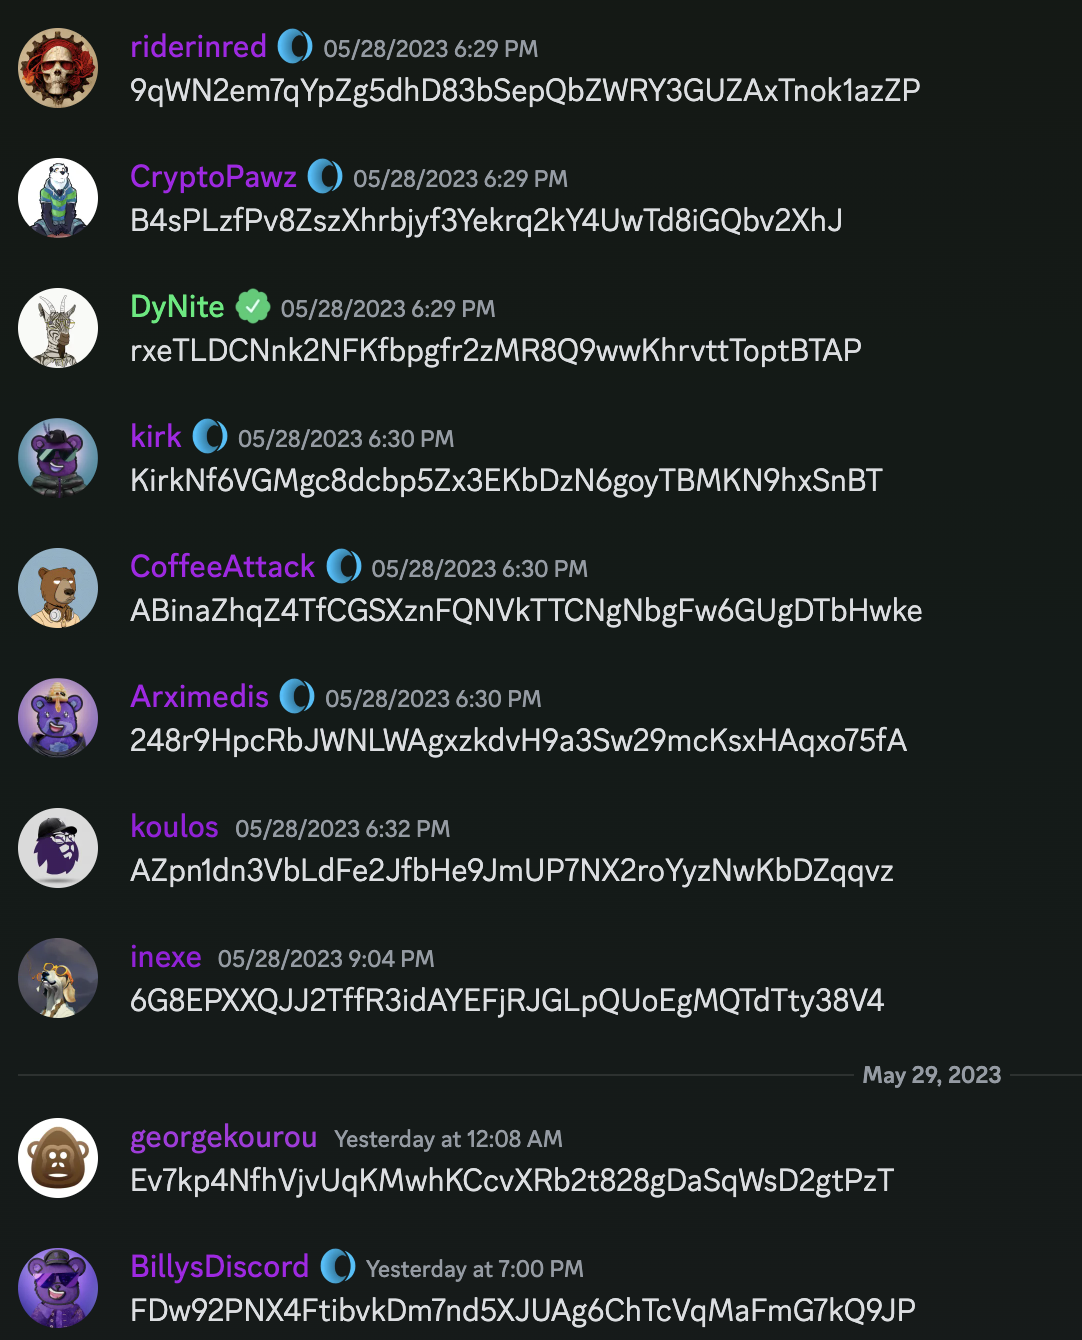 riderinred 05/28/2023 6:29 PM
9qWN2em7qYpZg5dhD83bSepQbZWRY3GUZAxTnok1azZP
CryptoPawz 05/28/2023 6:29 PM
B4sPLzfPv8ZszXhrbjyf3Yekrq2kY4UwTd8iGQbv2XhJ
DyNite 05/28/2023 6:29 PM
rxeTLDCNnk2NFKfbpgfr2zMR8Q9wwKhrvttToptBTAP
kirk 05/28/2023 6:30 PM
KirkNf6VGMgc8dcbp5Zx3EKbDzN6goyTBMKN9hxSnBT
CoffeeAttack 05/28/2023 6:30 PM
ABinaZhqZ4TfCGSXznFQNVkTTCNgNbgFw6GUgDTbHwke
Arximedis 05/28/2023 6:30 PM
248r9HpcRbJWNLWAgxzkdvH9a3Sw29mcKsxHAqxo75fA
koulos 05/28/2023 6:32 PM
AZpn1dn3VbLdFe2JfbHe9JmUP7NX2roYyzNwKbDZqqvz
inexe 05/28/2023 9:04 PM
6G8EPXXQJJ2TffR3idAYEFjRJGLpQUoEgMQTdTty38V4
May 29, 2023
georgekourou Yesterday at 12:08 AM
Ev7kp4NfhVjvUqKMwhKCcvXRb2t828gDaSqWsD2gtPzT
BillysDiscord Yesterday at 7:00 PM
FDw92PNX4FtibvkDm7nd5XJUAg6ChTcVqMaFmG7kQ9JP